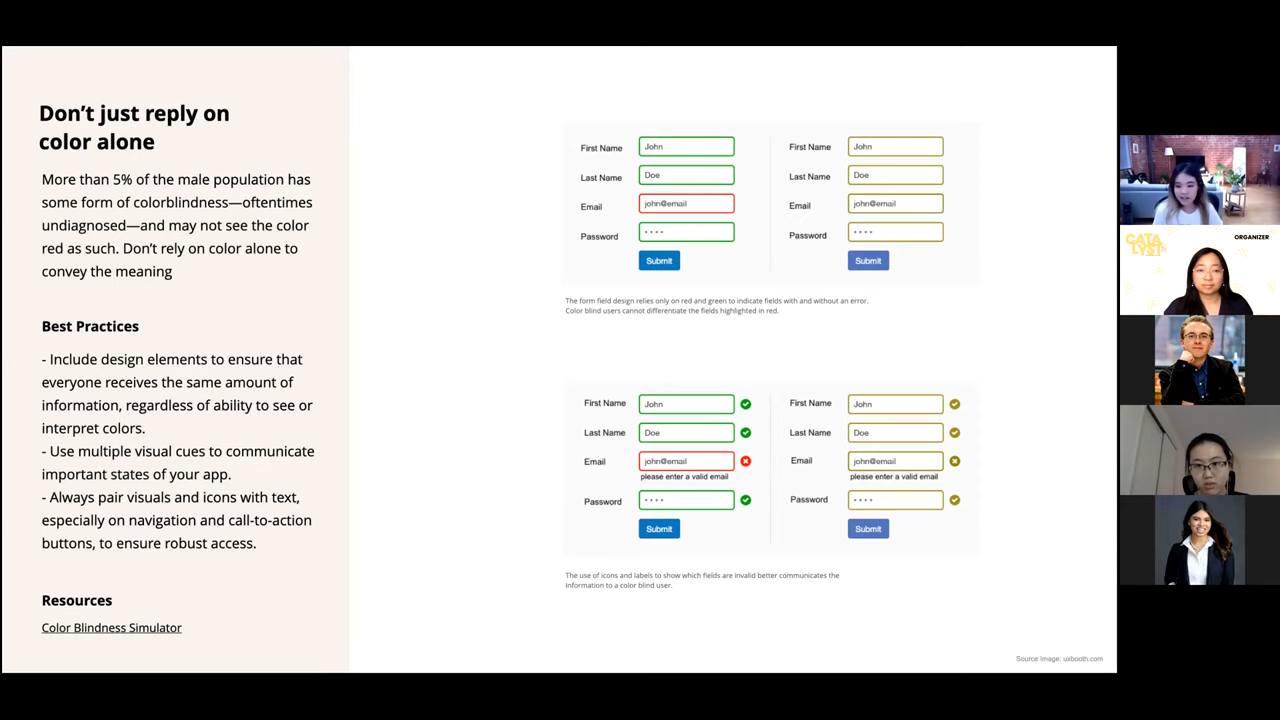 Don't just reply on
color alone
More than 5% of the male population has
some form of colorblindness—oftentimes
undiagnosed—and may not see the color
red as such. Don't rely on color alone to
convey the meaning
Best Practices
- Include design elements to ensure that
everyone receives the same amount of
information, regardless of ability to see or
interpret colors.
- Use multiple visual cues to communicate
important states of your app.
- Always pair visuals and icons with text,
especially on navigation and call-to-action
buttons, to ensure robust access.
Resources
Color Blindness Simulator
First Name John
Last Name Doe
Email john@email
Password ****
Submit
First Name John
Last Name Doe
Email john@email
Password ****
Submit
The form field design relies only on red and green to indicate fields with and without an error.
Color blind users cannot differentiate the fields highlighted in red.
First Name John
Last Name Doe
Email john@email
please enter a valid email
Password ****
Submit
First Name John
Last Name Doe
Email john@email
please enter a valid email
Password ****
Submit
The use of icons and labels to show which fields are invalid better communicates the
information to a color blind user.
Source Image: uxbooth.com
CATA
LYST
ORGANIZER